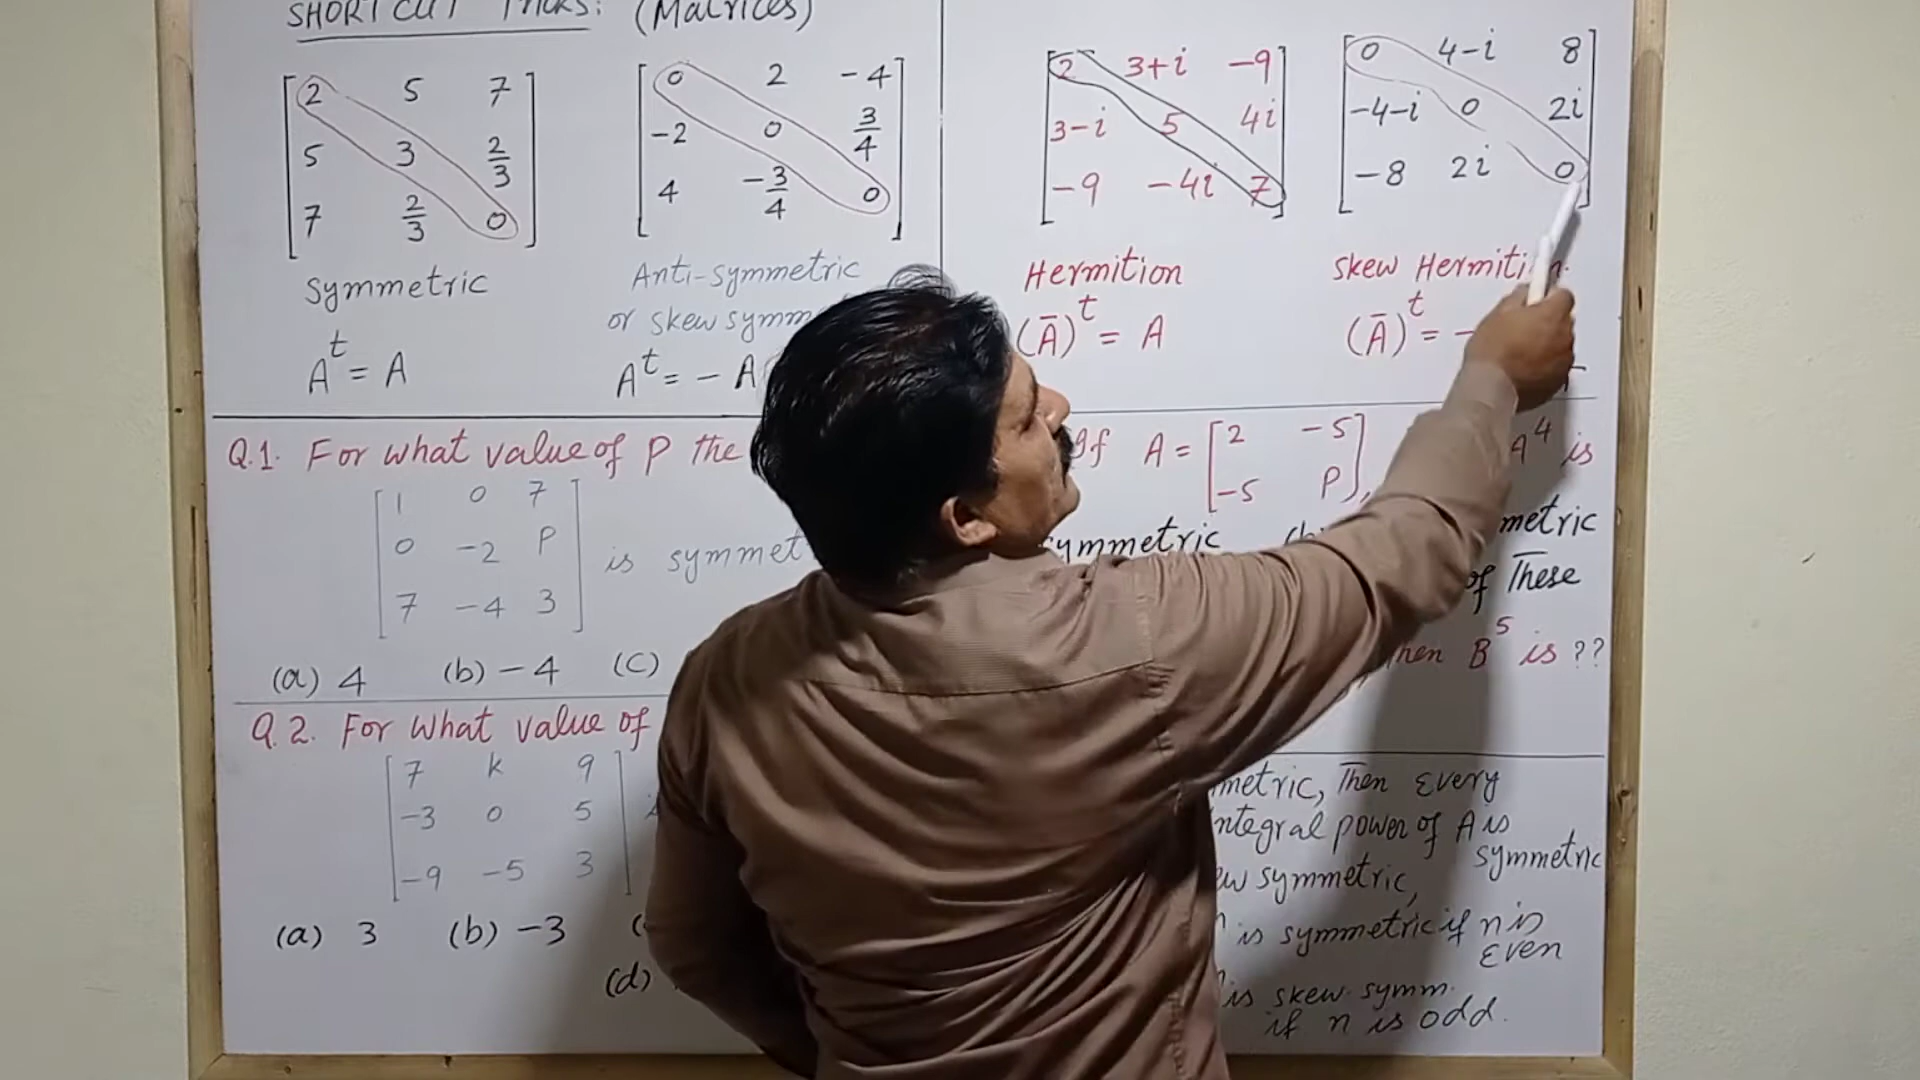 SHORTCUT Tricks: (Matrices)
2 5 7
5 3 2/3
7 2/3 0
Symmetric
A^t = A
0 2 -4
-2 0 3/4
4 -3/4 0
Anti-symmetric
or skew symm
A^t = - A
2 3+i -9
3-i 5 4i
-9 -4i 7
Hermition
(Ā)^t = A
0 4-i 8
-4-i 0 2i
-8 2i 0
Skew Hermiti
(Ā)^t = -
Q.1. For what value of P the
1 0 7
0 -2 P
7 -4 3
is symmet
(a) 4 (b) -4 (C)
Q.2. For what value of
7 k 9
-3 0 5
-9 -5 3
(a) 3 (b) -3
(d)
If A = [2 -5
-5 P], A^4 is
symmetric metric
of These
hen B^5 is ??
metric, Then Every
ntegral power of A is
symmetric
ew symmetric,
is symmetric if n is
Even
is skew symm.
if n is odd.